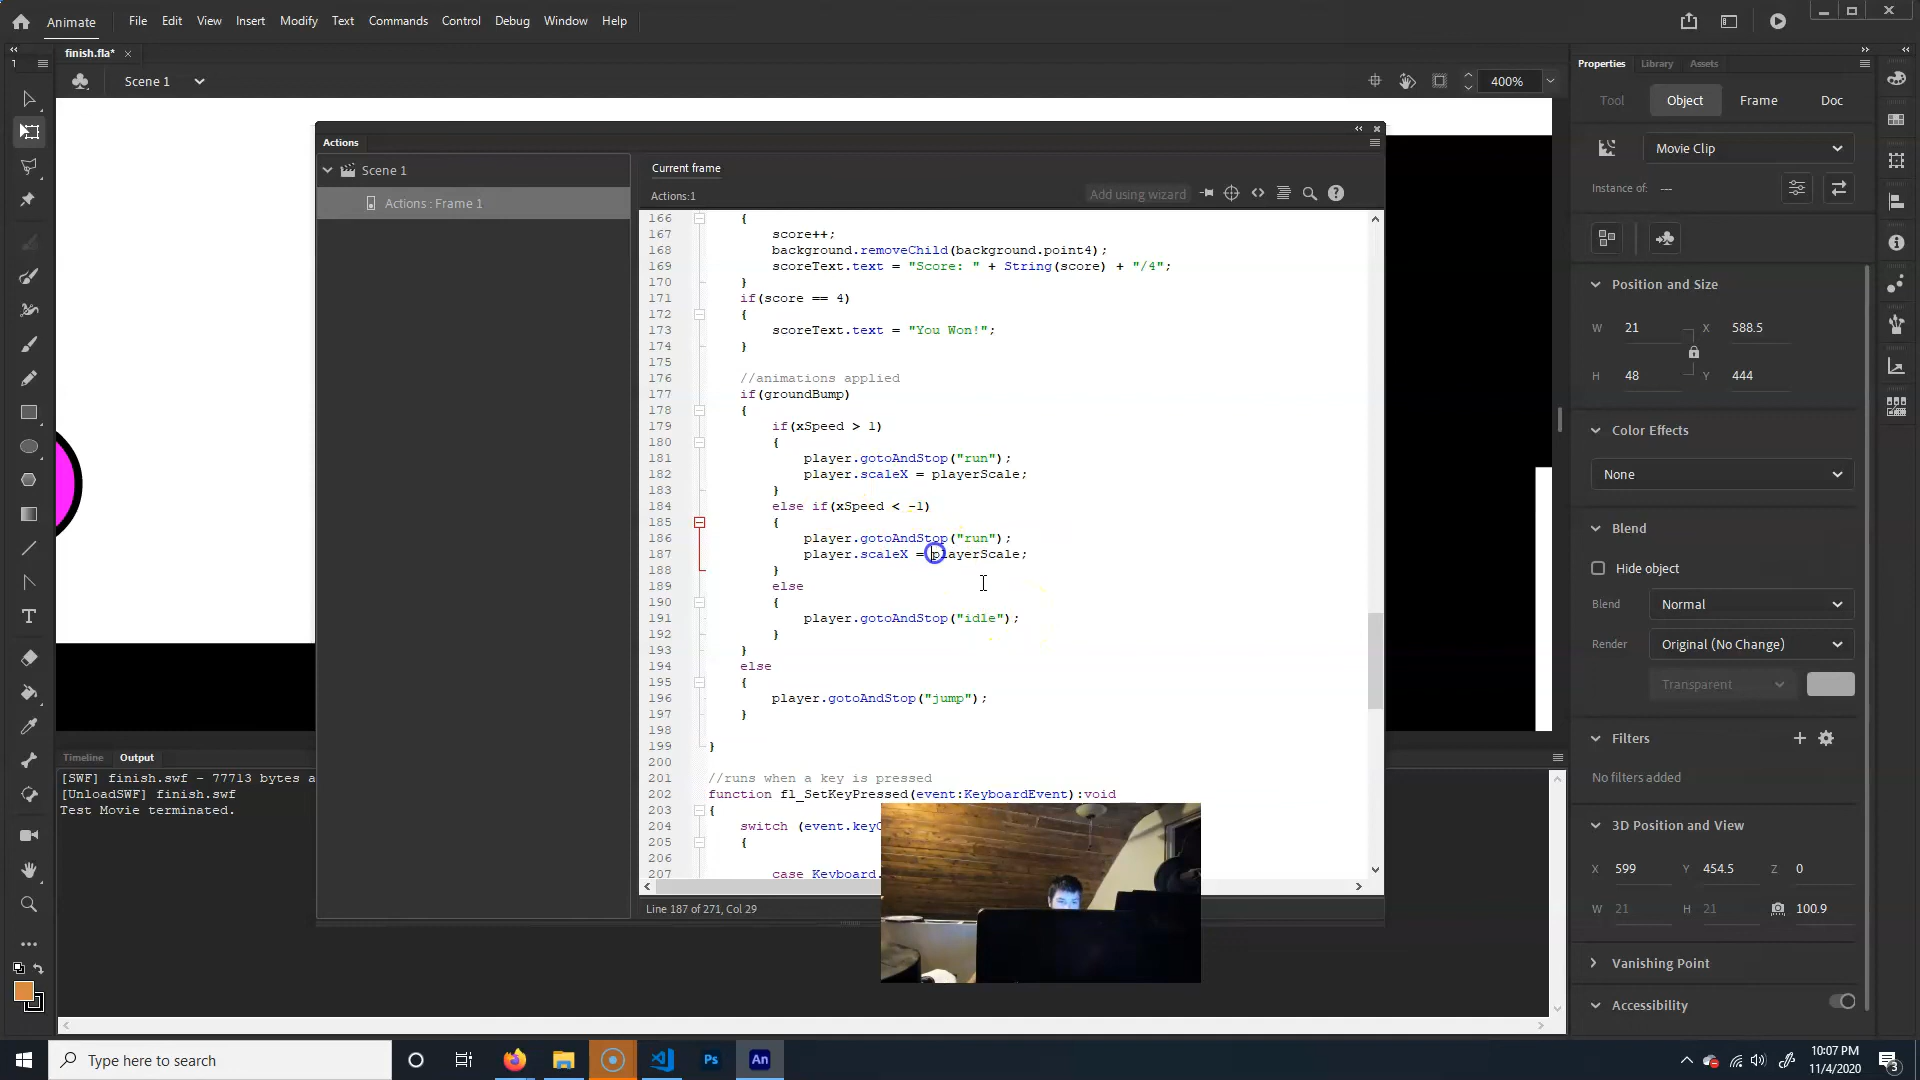 Animate File Edit View Insert Modify Text Commands Control Debug Window Help
finish.fla* ×
Scene 1
400%
Properties Library Assets
Tool Object Frame Doc
Movie Clip
Instance of: ---
Position and Size
W 21 X 588.5
H 48 Y 444
Color Effects
None
Blend
Hide object
Blend Normal
Render Original (No Change)
Transparent
Filters
No filters added
3D Position and View
X 599 Y 454.5 Z 0
W 21 H 21 100.9
Vanishing Point
Accessibility
Actions
Scene 1
Actions : Frame 1
Current frame
Actions:1
Add using wizard
166 {
167 score++;
168 background.removeChild(background.point4);
169 scoreText.text = "Score: " + String(score) + "/4";
170 }
171 if(score == 4)
172 {
173 scoreText.text = "You Won!";
174 }
175
176 //animations applied
177 if(groundBump)
178 {
179 if(xSpeed > 1)
180 {
181 player.gotoAndStop("run");
182 player.scaleX = playerScale;
183 }
184 else if(xSpeed < -1)
185 {
186 player.gotoAndStop("run");
187 player.scaleX = playerScale;
188 }
189 else
190 {
191 player.gotoAndStop("idle");
192 }
193 }
194 else
195 {
196 player.gotoAndStop("jump");
197 }
198
199 }
200
201 //runs when a key is pressed
202 function fl_SetKeyPressed(event:KeyboardEvent):void
203 {
204 switch (event.keyC
205 {
206
207 case Keyboard.
Line 187 of 271, Col 29
Timeline Output
[SWF] finish.swf - 77713 bytes a
[UnloadSWF] finish.swf
Test Movie terminated.
Type here to search
Ps An
10:07 PM
11/4/2020
3